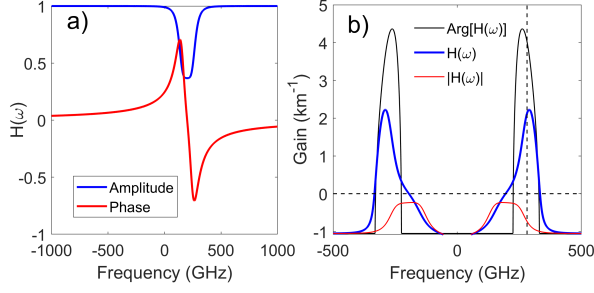 a)
H(ω)
1
0.5
0
-0.5
-1
Amplitude
Phase
-1000 -500 0 500 1000
Frequency (GHz)
b)
Gain (km-1)
5
4
3
2
1
0
-1
Arg[H(ω)]
H(ω)
|H(ω)|
-500 0 500
Frequency (GHz)